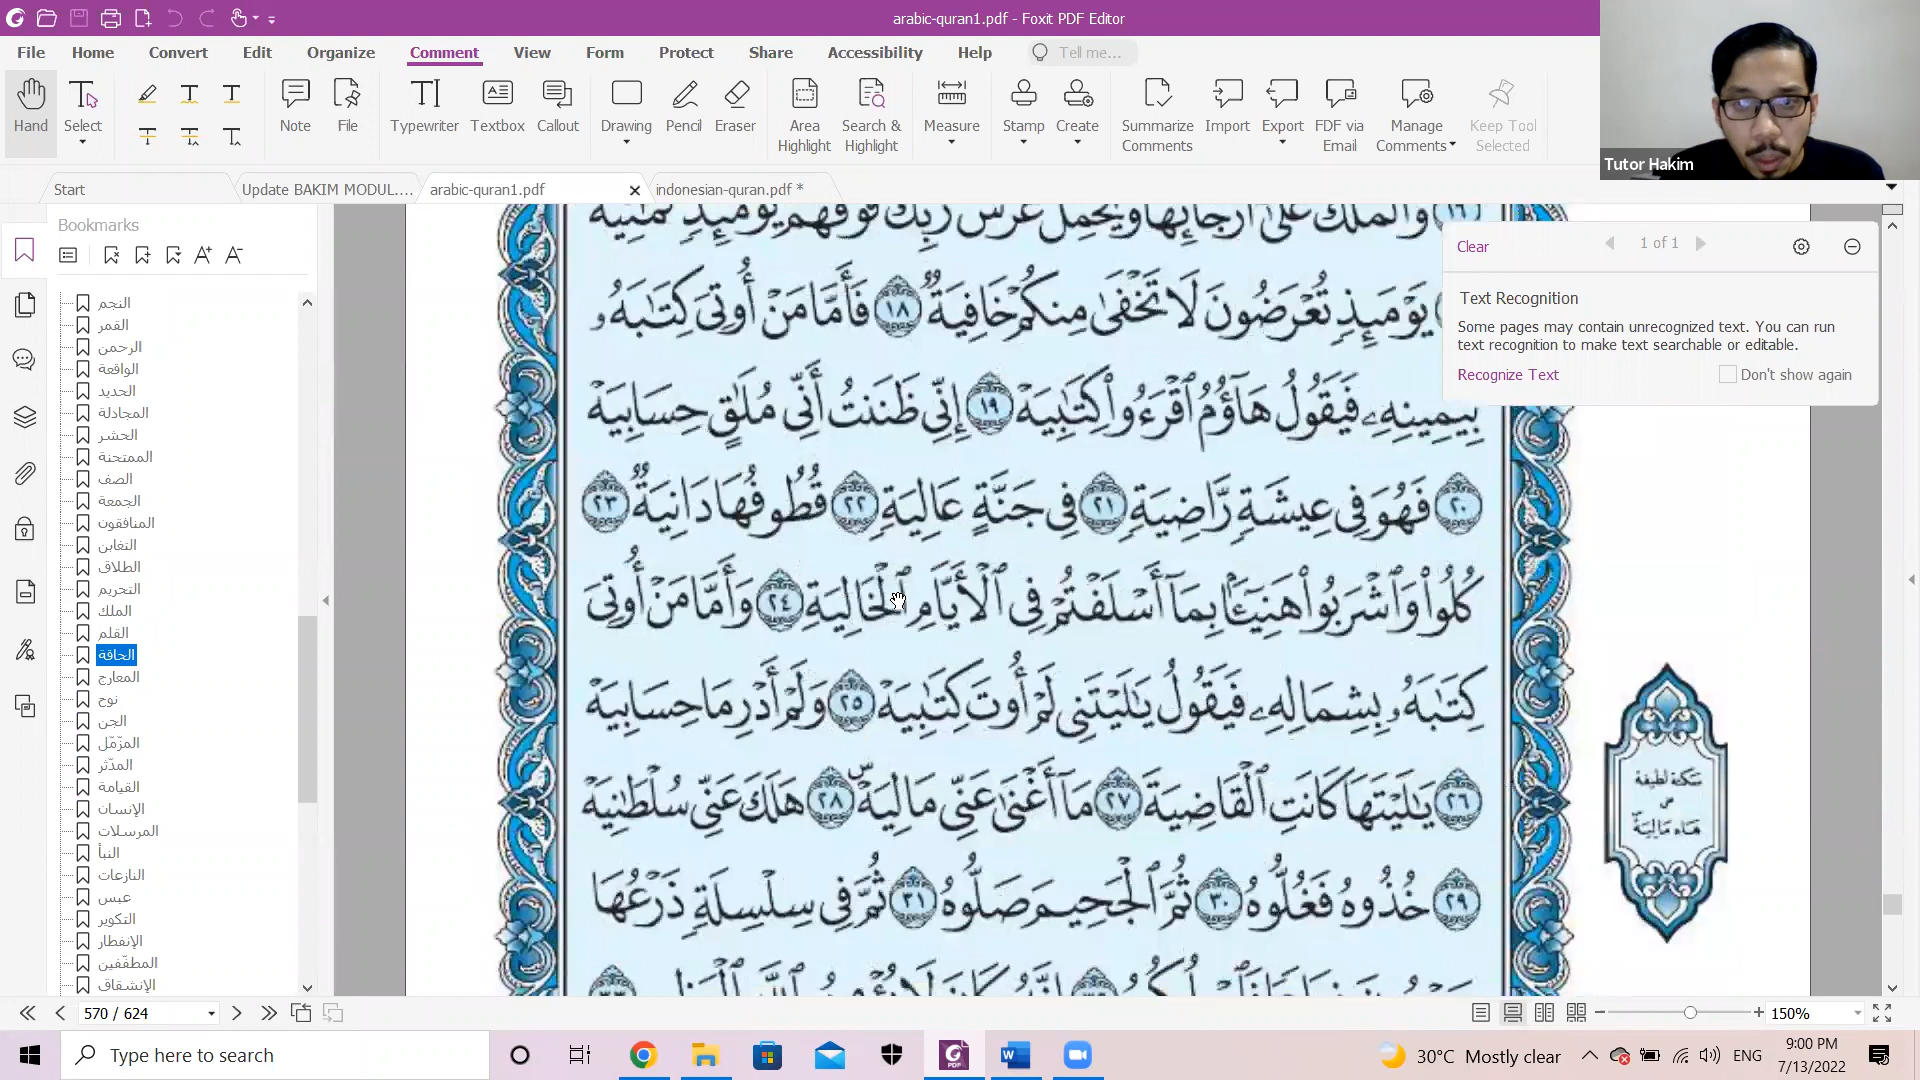 arabic-quran1.pdf - Foxit PDF Editor
File Home Convert Edit Organize Comment View Form Protect Share Accessibility Help Tell me...
Hand Select Note File Typewriter Textbox Callout Drawing Pencil Eraser Area Highlight Search & Highlight Measure Stamp Create Summarize Comments Import Export FDF via Email Manage Comments Keep Tool Selected
Tutor Hakim
Start Update BAKIM MODUL.... arabic-quran1.pdf indonesian-quran.pdf *
Bookmarks
النجم
القمر
الرحمن
الواقعة
الحديد
المجادلة
الحشر
الممتحنة
الصف
الجمعة
المنافقون
التغابن
الطلاق
التحريم
الملك
القلم
الحاقة
المعارج
نوح
الجن
المزّمّل
المدّثر
القيامة
الإنسان
المرسلات
النبأ
النازعات
عبس
التكوير
الإنفطار
المطفّفين
الإنشقاق
وَٱلْمَلَكُ عَلَىٰٓ أَرْجَآئِهَا وَيَحْمِلُ عَرْشَ رَبِّكَ فَوْقَهُمْ يَوْمَئِذٍ ثَمَٰنِيَةٌ
يَوْمَئِذٍ تُعْرَضُونَ لَا تَخْفَىٰ مِنكُمْ خَافِيَةٌ ١٨ فَأَمَّا مَنْ أُوتِىَ كِتَٰبَهُۥ
بِيَمِينِهِۦ فَيَقُولُ هَآؤُمُ ٱقْرَءُوا۟ كِتَٰبِيَهْ ١٩ إِنِّى ظَنَنتُ أَنِّى مُلَٰقٍ حِسَابِيَهْ
٢٠ فَهُوَ فِى عِيشَةٍ رَّاضِيَةٍ ٢١ فِى جَنَّةٍ عَالِيَةٍ ٢٢ قُطُوفُهَا دَانِيَةٌ ٢٣
كُلُوا۟ وَٱشْرَبُوا۟ هَنِيٓـًٔۢا بِمَآ أَسْلَفْتُمْ فِى ٱلْأَيَّامِ ٱلْخَالِيَةِ ٢٤ وَأَمَّا مَنْ أُوتِىَ
كِتَٰبَهُۥ بِشِمَالِهِۦ فَيَقُولُ يَٰلَيْتَنِى لَمْ أُوتَ كِتَٰبِيَهْ ٢٥ وَلَمْ أَدْرِ مَا حِسَابِيَهْ
٢٦ يَٰلَيْتَهَا كَانَتِ ٱلْقَاضِيَةَ ٢٧ مَآ أَغْنَىٰ عَنِّى مَالِيَهْۜ ٢٨ هَلَكَ عَنِّى سُلْطَٰنِيَهْ
٢٩ خُذُوهُ فَغُلُّوهُ ٣٠ ثُمَّ ٱلْجَحِيمَ صَلُّوهُ ٣١ ثُمَّ فِى سِلْسِلَةٍ ذَرْعُهَا
سكتة لطيفة
هاء مَالِيَهْ
Clear 1 of 1
Text Recognition
Some pages may contain unrecognized text. You can run
text recognition to make text searchable or editable.
Recognize Text Don't show again
570 / 624 150%
Type here to search 30°C Mostly clear ENG 9:00 PM
7/13/2022